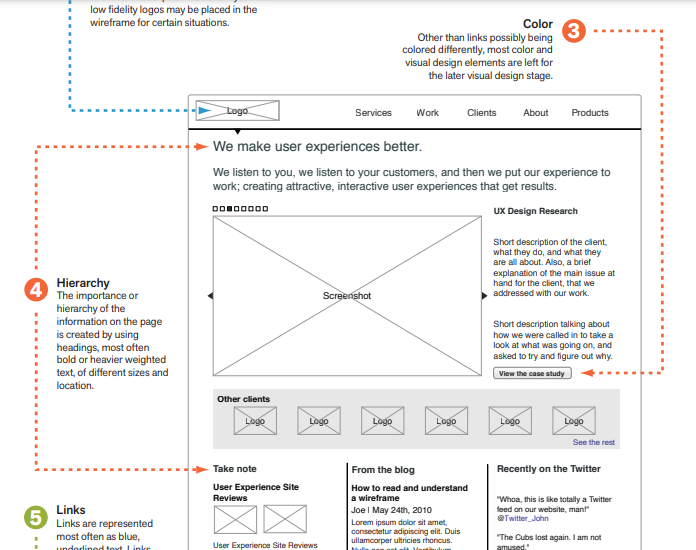 low fidelity logos may be placed in the
wireframe for certain situations.
Color
3
Other than links possibly being
colored differently, most color and
visual design elements are left for
the later visual design stage.
Logo
Services
Work
Clients
About
Products
We make user experiences better.
We listen to you, we listen to your customers, and then we put our experience to
work; creating attractive, interactive user experiences that get results.
UX Design Research
Short description of the client,
what they do, and what they
are all about. Also, a brief
explanation of the main issue at
hand for the client, that we
addressed with our work.
Screenshot
4
Hierarchy
The importance or
hierarchy of the
information on the page
is created by using
headings, most often
bold or heavier weighted
text, of different sizes and
location.
Short description talking about
how we were called in to take a
look at what was going on, and
asked to try and figure out why.
View the case study
Other clients
Logo
Logo
Logo
Logo
Logo
Logo
See the rest
Take note
User Experience Site
Reviews
User Experience Site Reviews
From the blog
How to read and understand
a wireframe
Joe | May 24th, 2010
Lorem ipsum dolor sit amet,
consectetur adipiscing elit. Duis
ullamcorper ultricies rhoncus.
Recently on the Twitter
"Whoa, this is like totally a Twitter
feed on our website, man!"
@Twitter_John
"The Cubs lost again. I am not
amused."
5
Links
Links are represented
most often as blue,
underlined text. Links